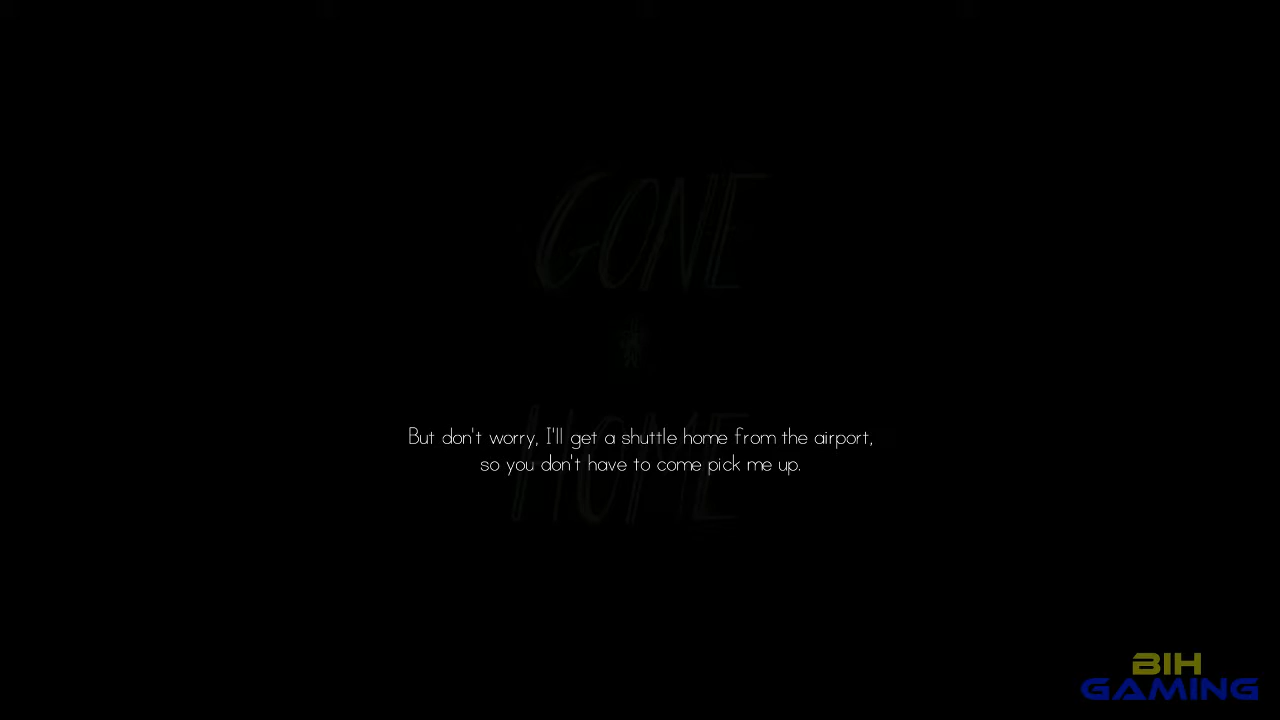 GONE
HOME
But don't worry, I'll get a shuttle home from the airport,
so you don't have to come pick me up.
BIH
GAMING